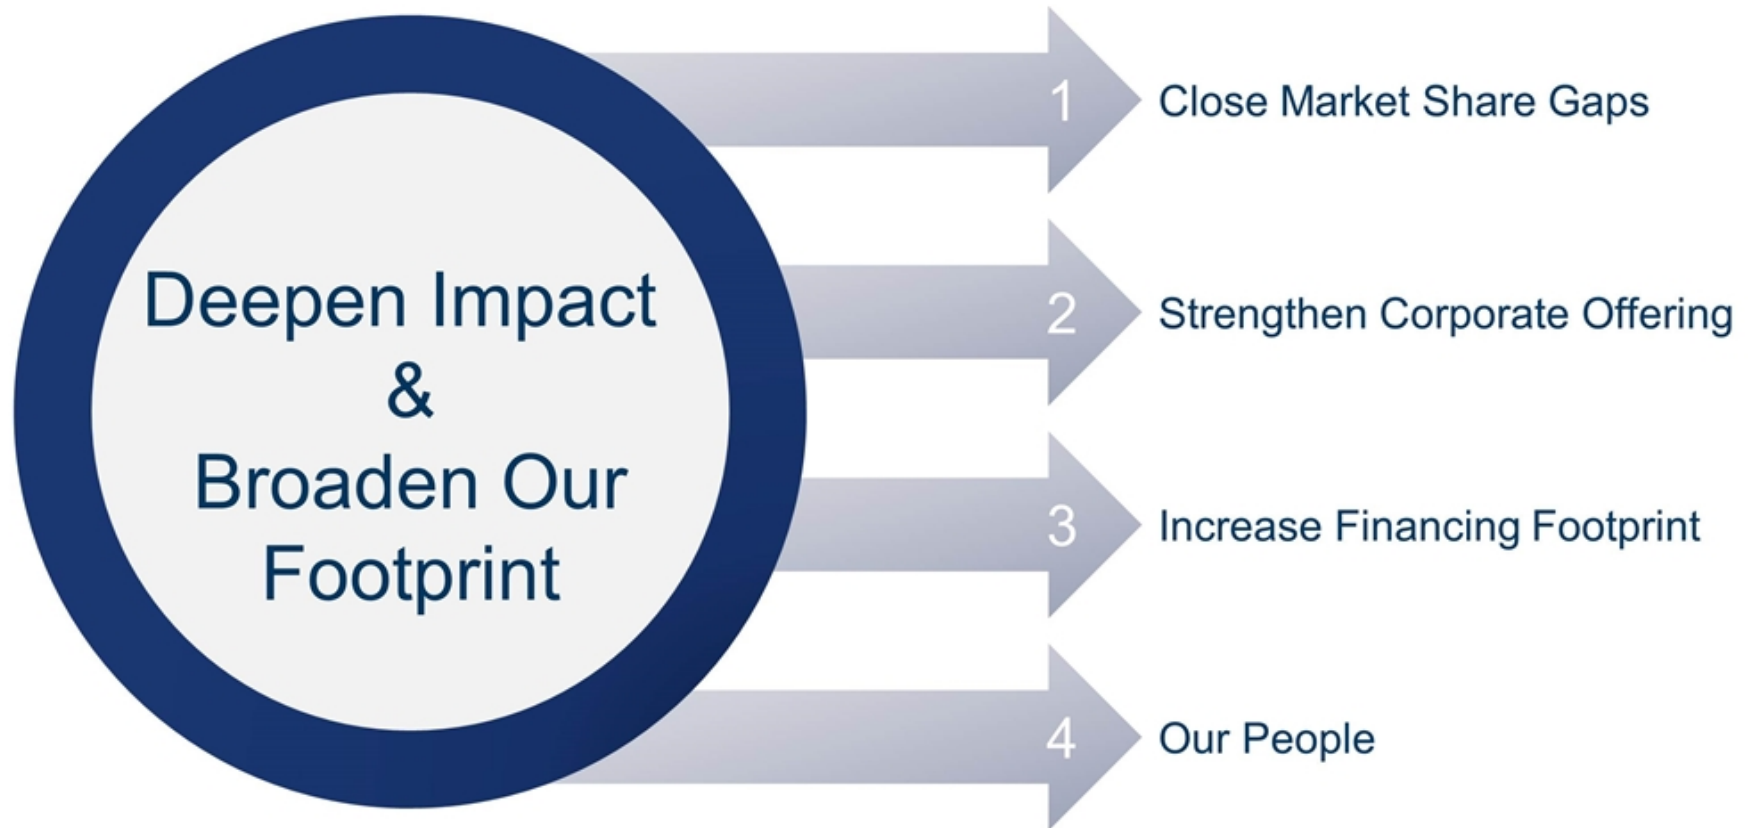 Deepen Impact
&
Broaden Our
Footprint
1 Close Market Share Gaps
2 Strengthen Corporate Offering
3 Increase Financing Footprint
4 Our People